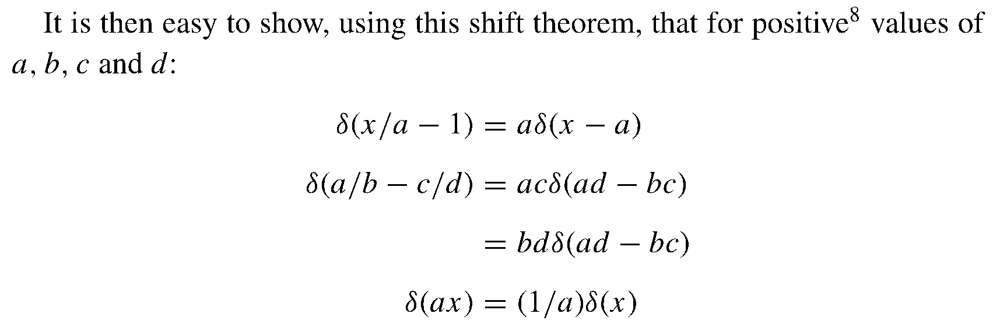 It is then easy to show, using this shift theorem, that for positive⁸ values of
a, b, c and d:
δ(x/a − 1) = aδ(x − a)
δ(a/b − c/d) = acδ(ad − bc)
= bdδ(ad − bc)
δ(ax) = (1/a)δ(x)